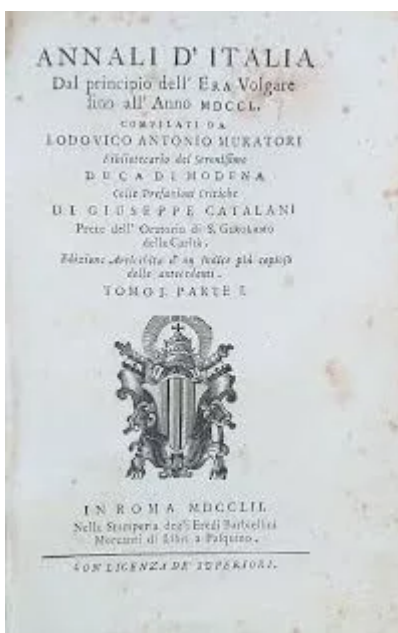 ANNALI D' ITALIA
Dal principio dell' ERA Volgare
sino all' Anno MDCCL.
COMPILATI DA
LODOVICO ANTONIO MURATORI
Bibliotecario del Serenissimo
DUCA DI MODENA
Colle Prefazioni Critiche
DI GIUSEPPE CATALANI
Prete dell' Oratorio di S. GIROLAMO
della Carità.
Edizione Arricchita d' un Indice più copioso
delle antecedenti.
TOMO I. PARTE I.
IN ROMA MDCCLII.
Nella Stamperia degl' Eredi Barbiellini
Mercanti di Libri a Pasquino.
CON LICENZA DE' SUPERIORI.